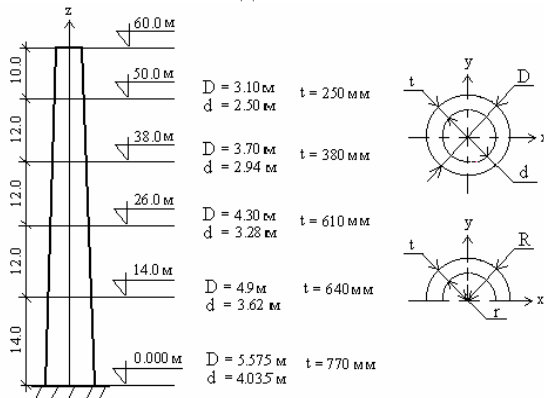 z
60.0 м
10.0
50.0 м
D = 3.10 м t = 250 мм
d = 2.50 м
12.0
38.0 м
D = 3.70 м t = 380 мм
d = 2.94 м
12.0
26.0 м
D = 4.30 м t = 610 мм
d = 3.28 м
12.0
14.0 м
D = 4.9 м t = 640 мм
d = 3.62 м
14.0
0.000 м
D = 5.575 м t = 770 мм
d = 4.035 м
y
t
D
x
d
y
t
R
x
r